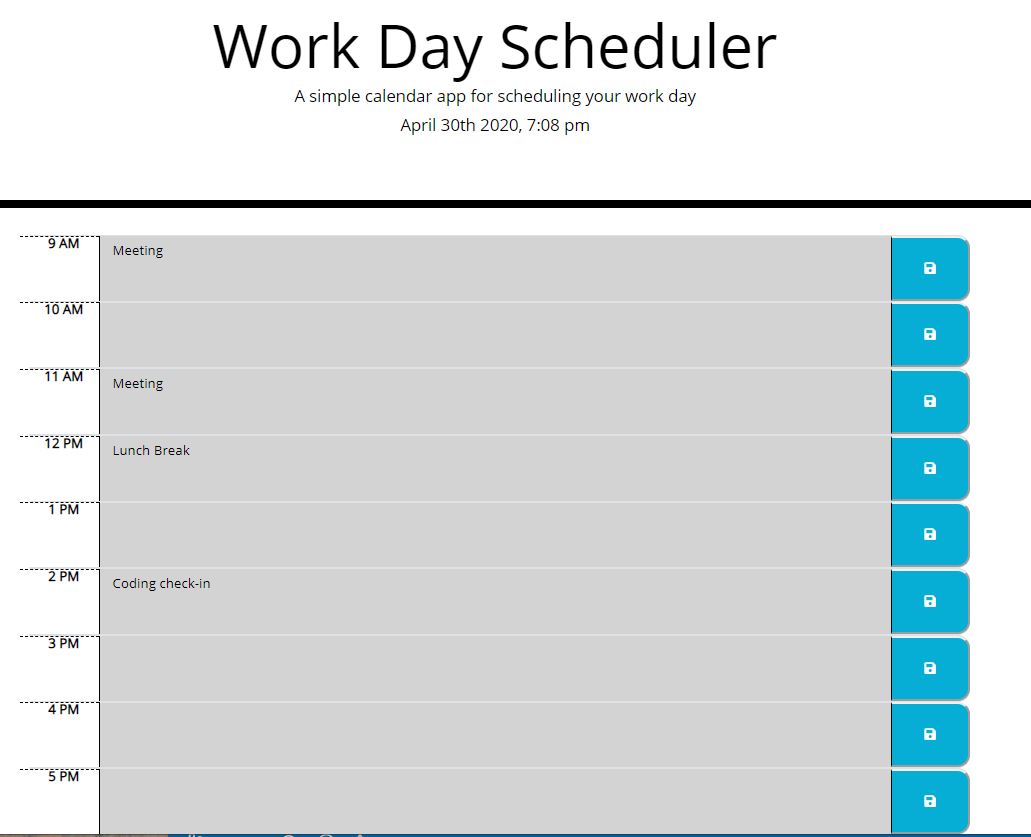 Work Day Scheduler
A simple calendar app for scheduling your work day
April 30th 2020, 7:08 pm
9 AM
Meeting
10 AM
11 AM
Meeting
12 PM
Lunch Break
1 PM
2 PM
Coding check-in
3 PM
4 PM
5 PM